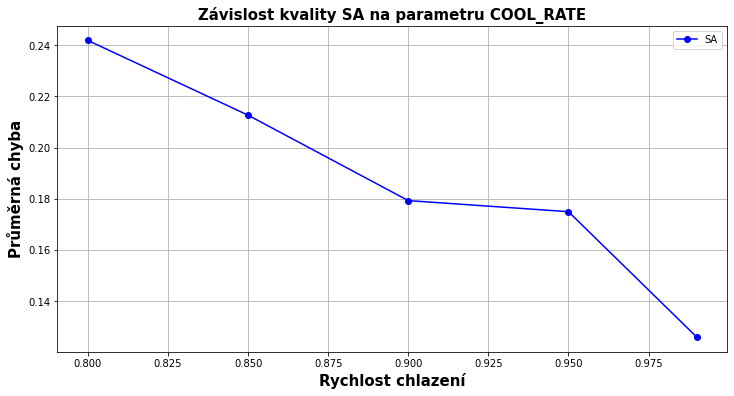 Závislost kvality SA na parametru COOL_RATE
SA
Průměrná chyba
0.24
0.22
0.20
0.18
0.16
0.14
0.800 0.825 0.850 0.875 0.900 0.925 0.950 0.975
Rychlost chlazení